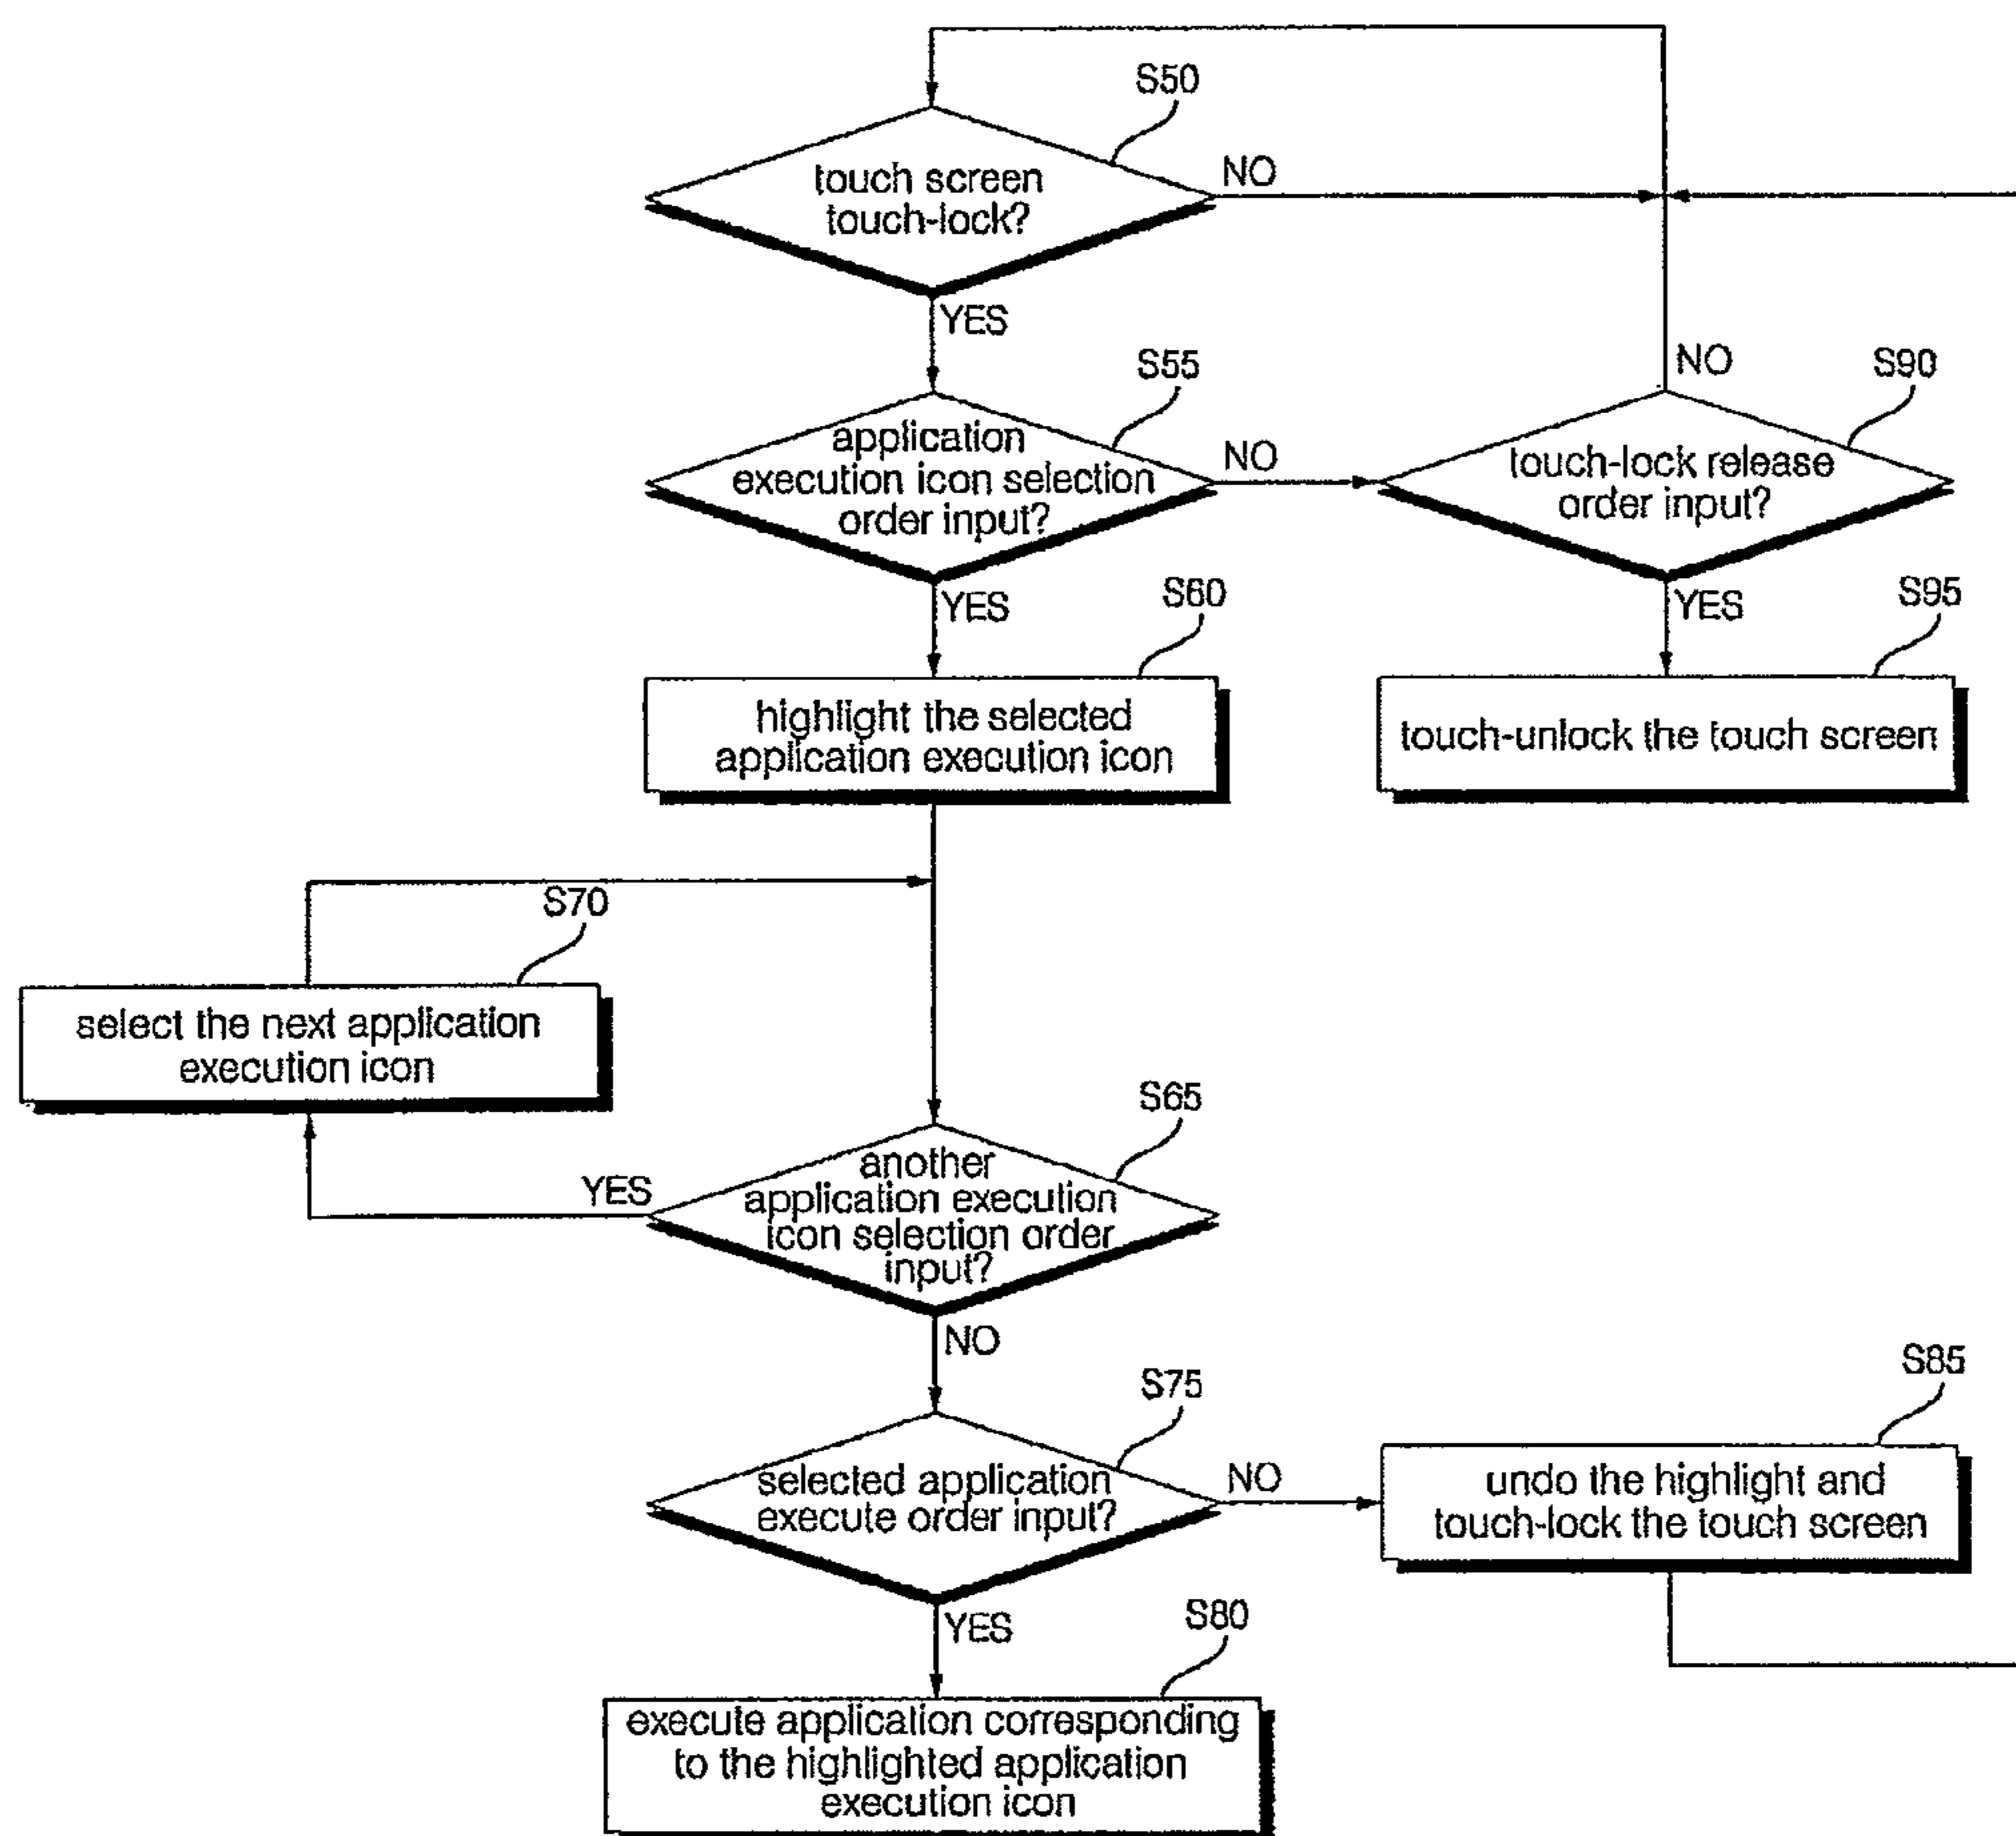 S50
touch screen
touch-lock?
NO
YES
S55
application
execution icon selection
order input?
NO
YES
S90
touch-lock release
order input?
NO
YES
S60
highlight the selected
application execution icon
S95
touch-unlock the touch screen
S70
select the next application
execution icon
S65
another
application execution
icon selection order
input?
YES
NO
S75
selected application
execute order input?
NO
YES
S85
undo the highlight and
touch-lock the touch screen
S80
execute application corresponding
to the highlighted application
execution icon